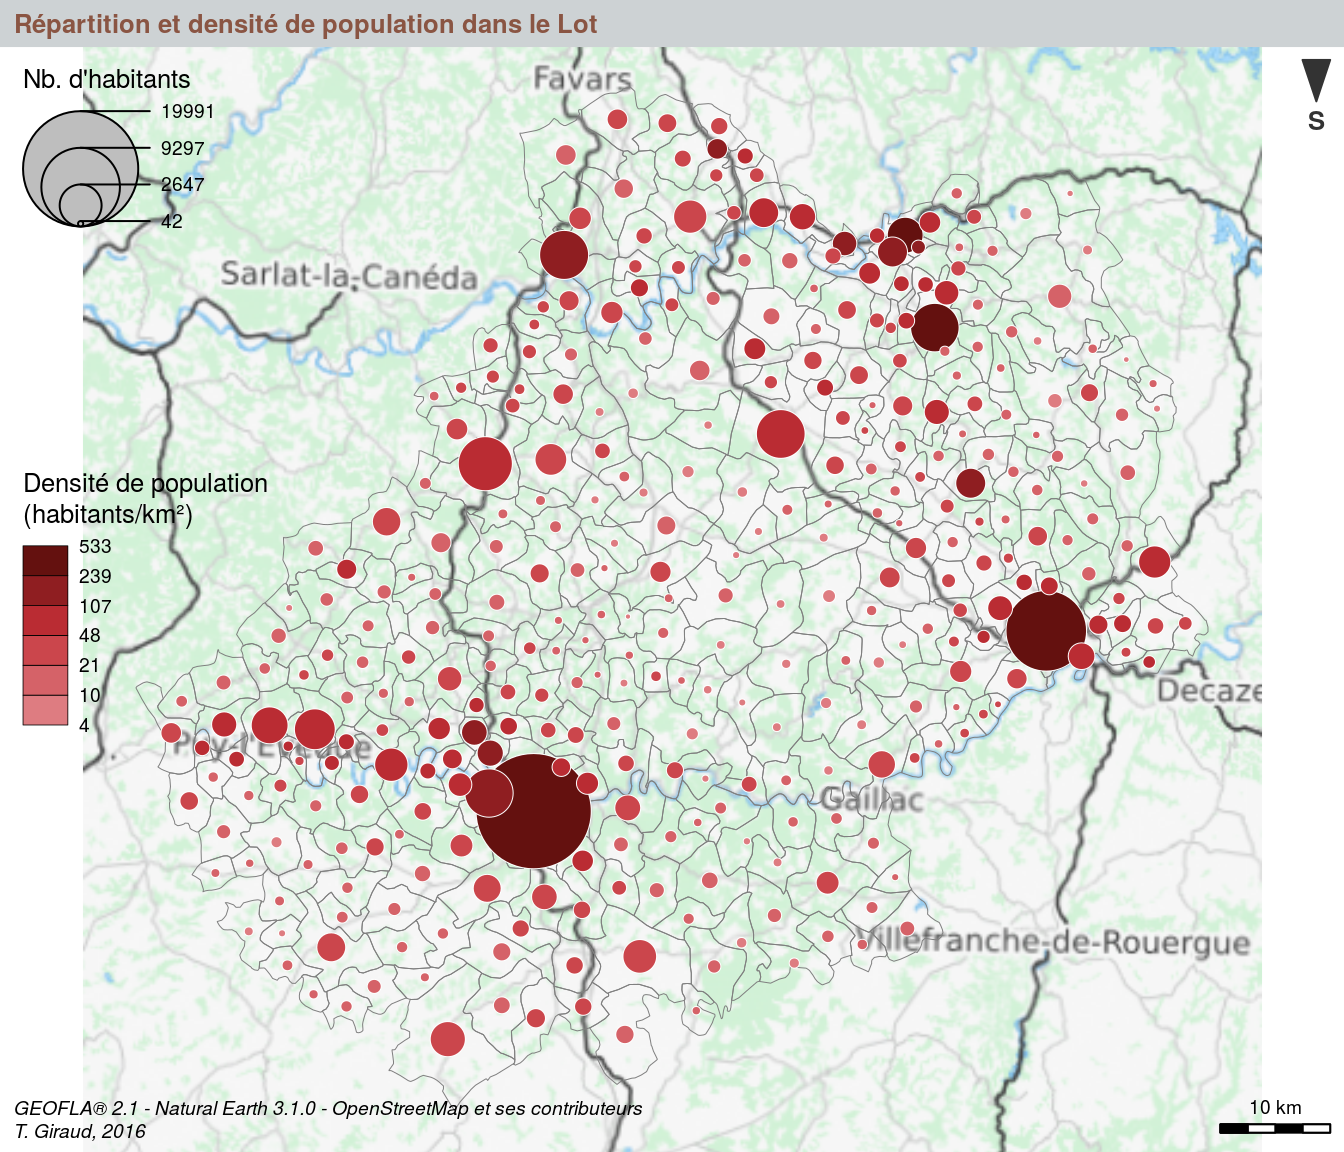 Répartition et densité de population dans le Lot
Nb. d'habitants
19991
9297
2647
42
Favars
S
Sarlat-la-Canéda
Densité de population
(habitants/km²)
533
239
107
48
21
10
4
Decaze
Puy-l'Évêque
Gaillac
Villefranche-de-Rouergue
GEOFLA® 2.1 - Natural Earth 3.1.0 - OpenStreetMap et ses contributeurs
T. Giraud, 2016
10 km